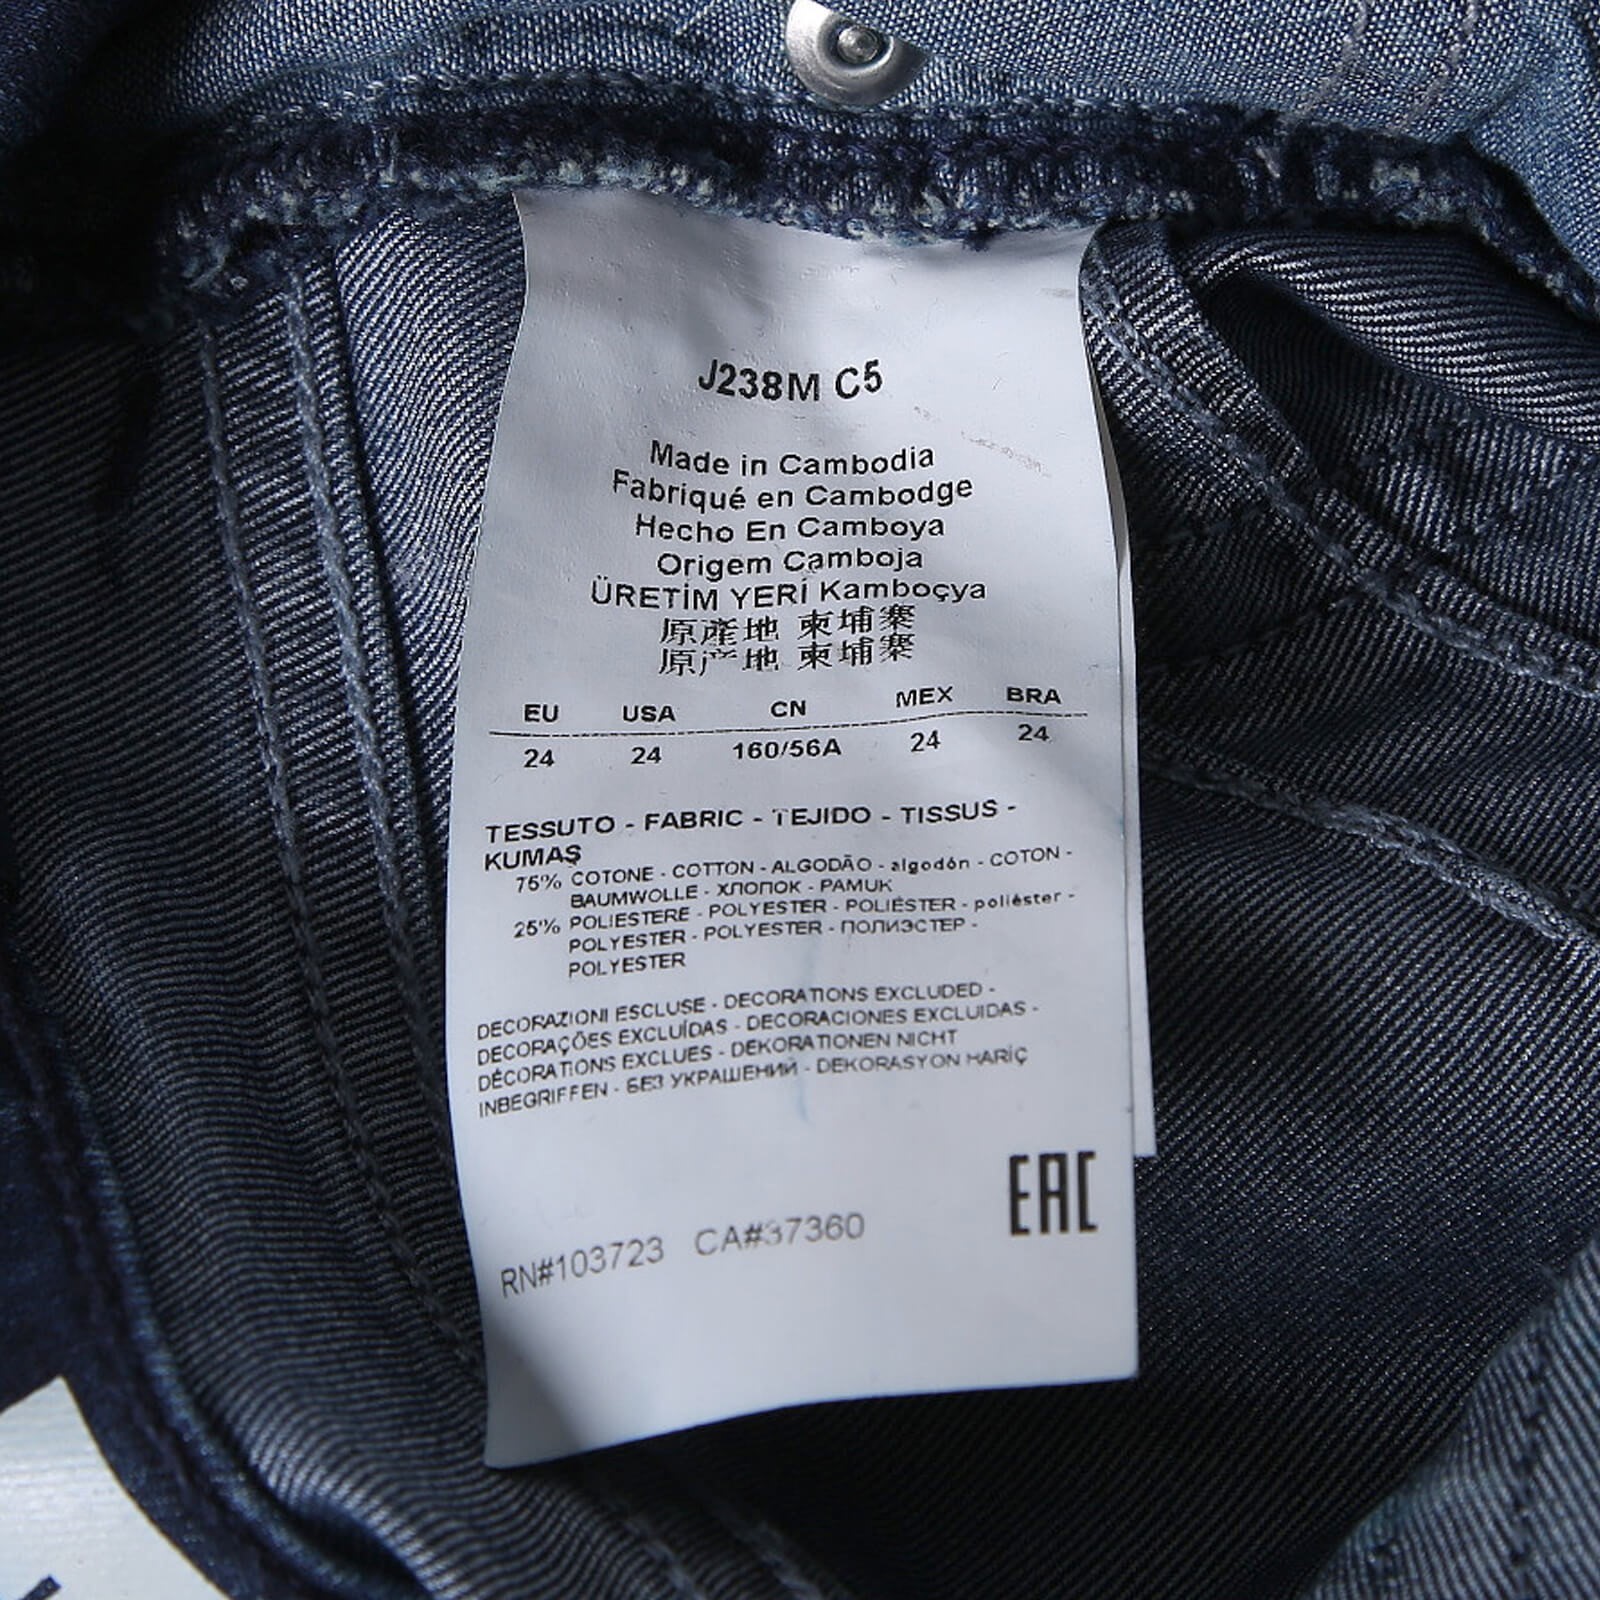 J238M C5
Made in Cambodia
Fabriqué en Cambodge
Hecho En Camboya
Origem Camboja
ÜRETİM YERİ Kamboçya
原產地 柬埔寨
原产地 柬埔寨
EU USA CN MEX BRA
24 24 160/56A 24 24
TESSUTO - FABRIC - TEJIDO - TISSUS -
KUMAŞ
75% COTONE - COTTON - ALGODÃO - algodón - COTON -
BAUMWOLLE - ХЛОПОК - PAMUK
25% POLIESTERE - POLYESTER - POLIÉSTER - poliéster -
POLYESTER - POLYESTER - ПОЛИЭСТЕР -
POLYESTER
DECORAZIONI ESCLUSE - DECORATIONS EXCLUDED -
DECORAÇÕES EXCLUÍDAS - DECORACIONES EXCLUIDAS -
DÉCORATIONS EXCLUES - DEKORATIONEN NICHT
INBEGRIFFEN - БЕЗ УКРАШЕНИЙ - DEKORASYON HARİÇ
EAC
RN#103723 CA#37360